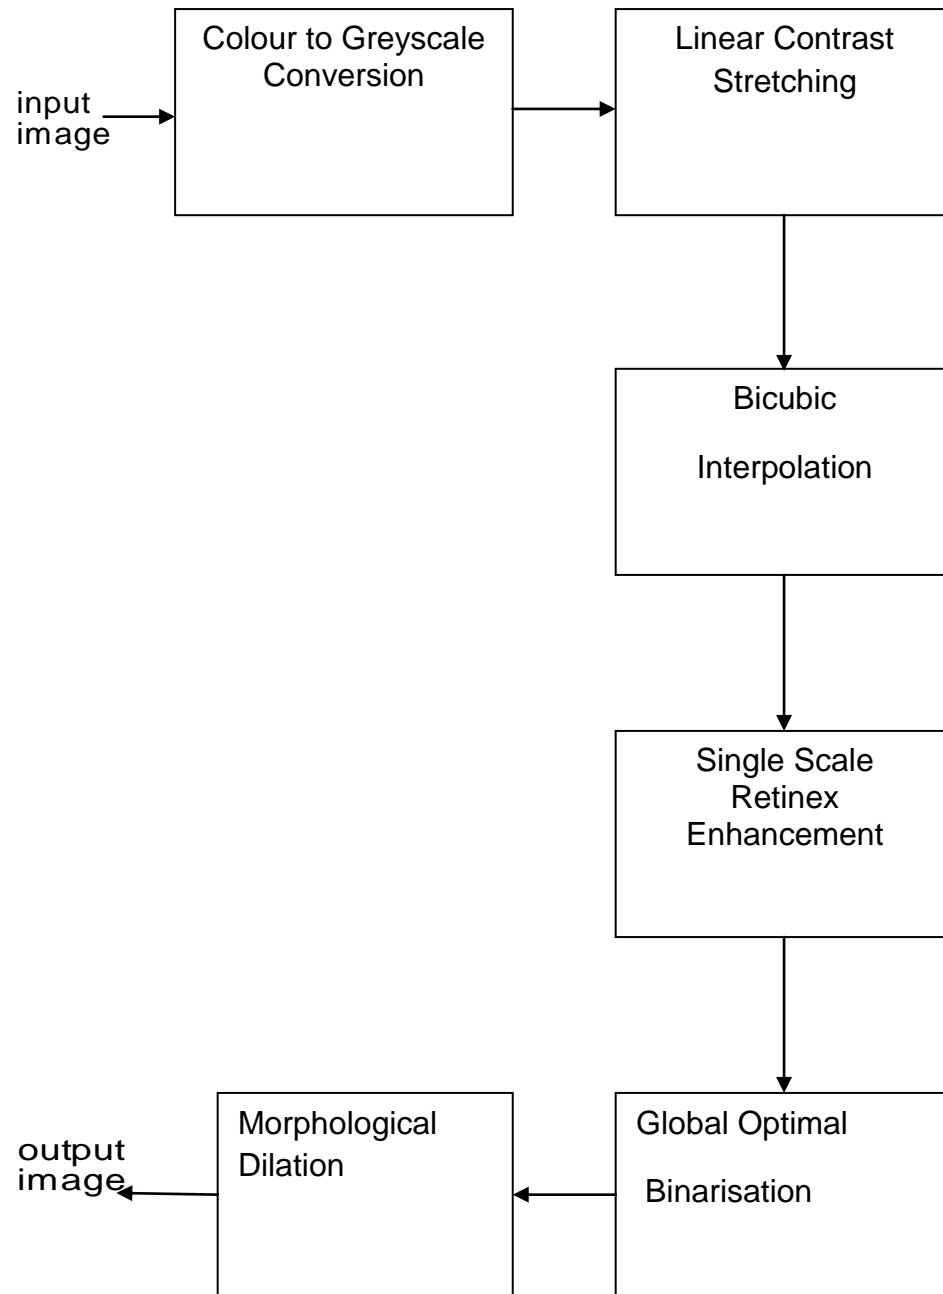 input
image
Colour to Greyscale
Conversion
Linear Contrast
Stretching
Bicubic
Interpolation
Single Scale
Retinex
Enhancement
Global Optimal
Binarisation
Morphological
Dilation
output
image